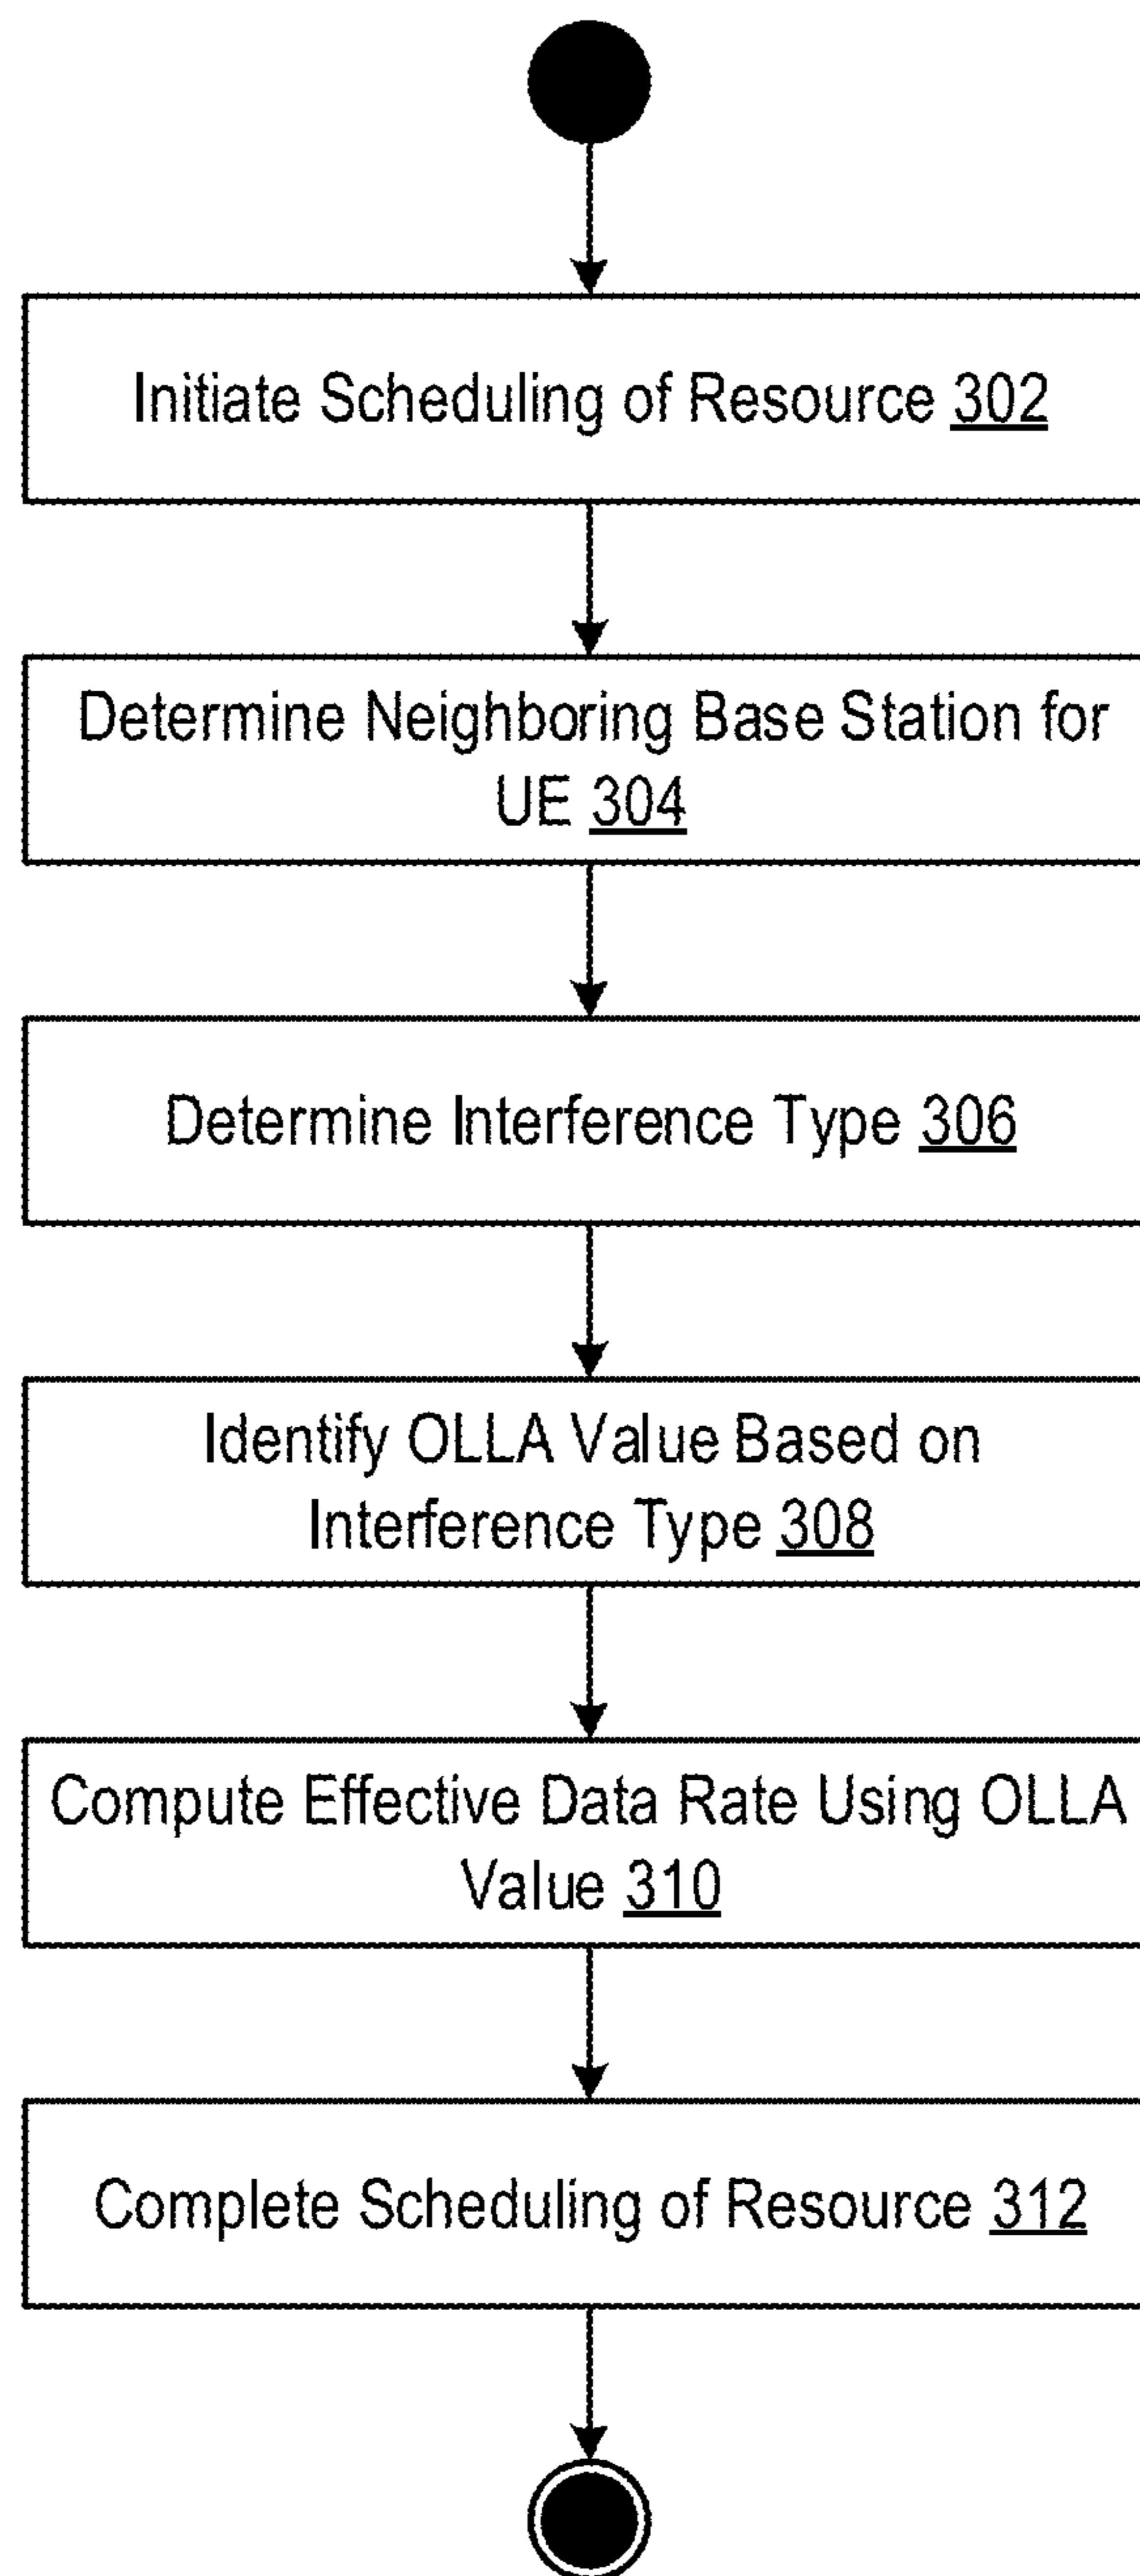 Initiate Scheduling of Resource 302
Determine Neighboring Base Station for
UE 304
Determine Interference Type 306
Identify OLLA Value Based on
Interference Type 308
Compute Effective Data Rate Using OLLA
Value 310
Complete Scheduling of Resource 312